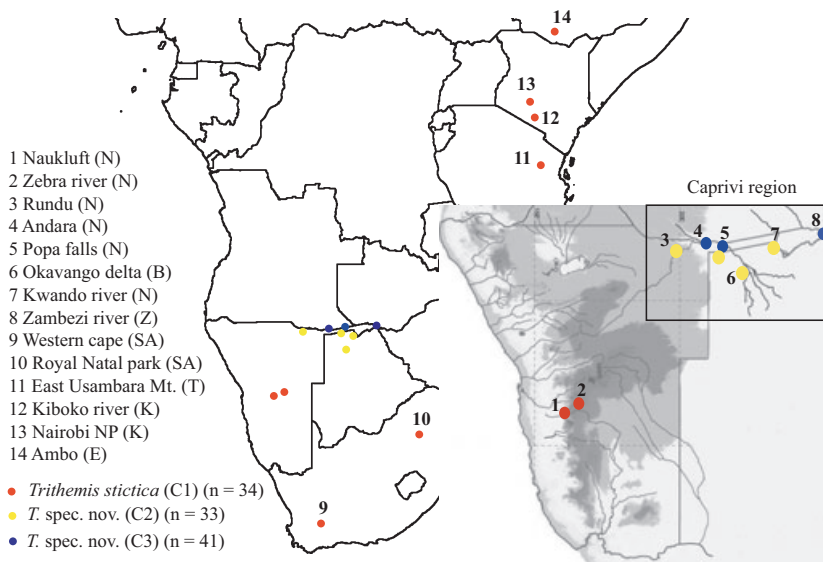 14
13
12
11
1 Naukluft (N)
2 Zebra river (N)
3 Rundu (N)
4 Andara (N)
5 Popa falls (N)
6 Okavango delta (B)
7 Kwando river (N)
8 Zambezi river (Z)
9 Western cape (SA)
10 Royal Natal park (SA)
11 East Usambara Mt. (T)
12 Kiboko river (K)
13 Nairobi NP (K)
14 Ambo (E)
Trithemis stictica (C1) (n = 34)
T. spec. nov. (C2) (n = 33)
T. spec. nov. (C3) (n = 41)
10
9
Caprivi region
8
3
4
5
7
6
1
2